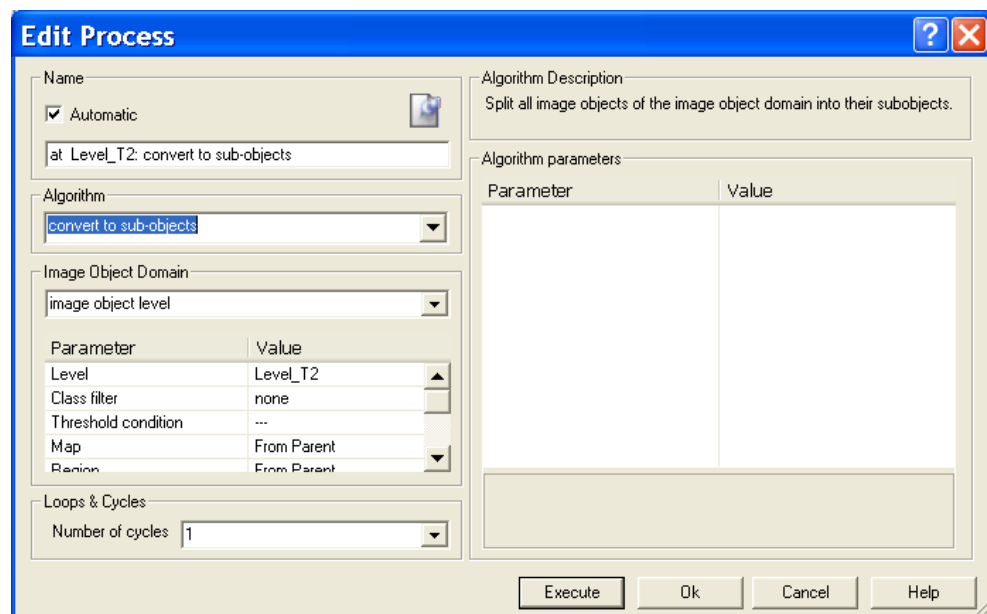 Edit Process
Name
Automatic
at Level_T2: convert to sub-objects
Algorithm
convert to sub-objects
Image Object Domain
image object level
Parameter Value
Level Level_T2
Class filter none
Threshold condition ---
Map From Parent
Region From Parent
Loops & Cycles
Number of cycles 1
Algorithm Description
Split all image objects of the image object domain into their subobjects.
Algorithm parameters
Parameter Value
Execute Ok Cancel Help